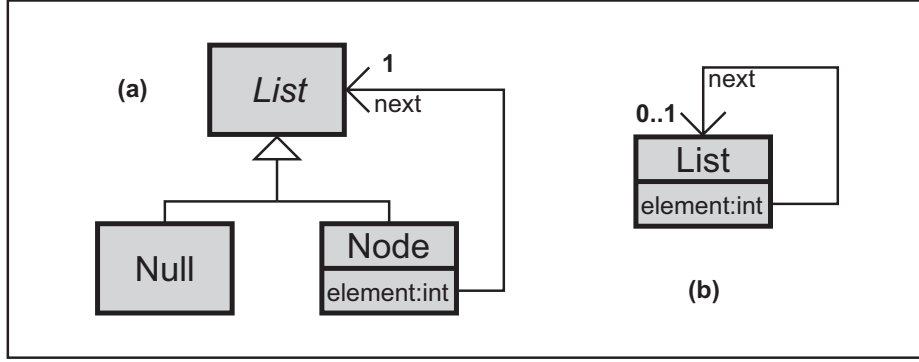 (a)
List
1
next
Null
Node
element:int
next
0..1
List
element:int
(b)